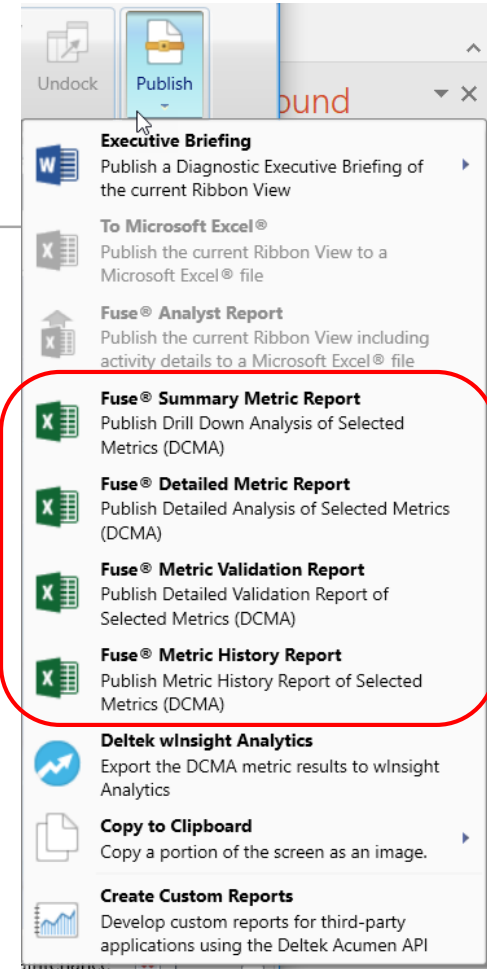 Undock
Publish
ound
Executive Briefing
Publish a Diagnostic Executive Briefing of
the current Ribbon View
To Microsoft Excel®
Publish the current Ribbon View to a
Microsoft Excel® file
Fuse® Analyst Report
Publish the current Ribbon View including
activity details to a Microsoft Excel® file
Fuse® Summary Metric Report
Publish Drill Down Analysis of Selected
Metrics (DCMA)
Fuse® Detailed Metric Report
Publish Detailed Analysis of Selected Metrics
(DCMA)
Fuse® Metric Validation Report
Publish Detailed Validation Report of
Selected Metrics (DCMA)
Fuse® Metric History Report
Publish Metric History Report of Selected
Metrics (DCMA)
Deltek wInsight Analytics
Export the DCMA metric results to wInsight
Analytics
Copy to Clipboard
Copy a portion of the screen as an image.
Create Custom Reports
Develop custom reports for third-party
applications using the Deltek Acumen API